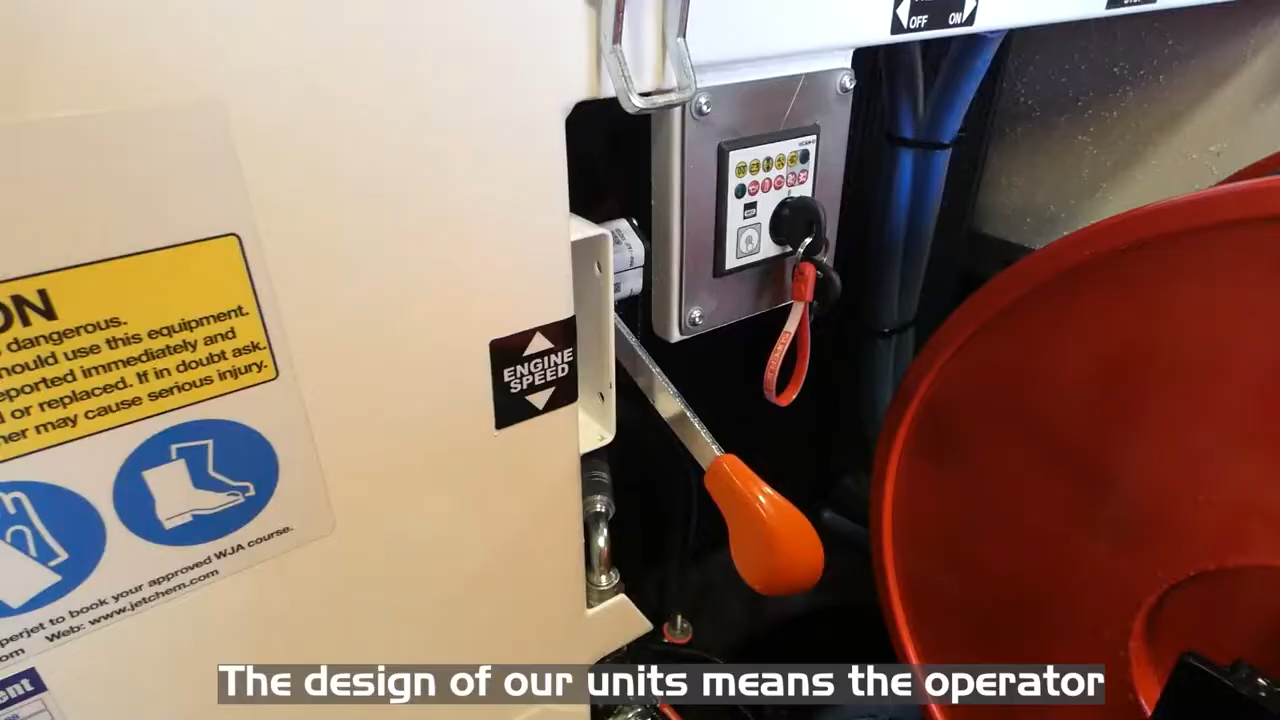 OFF ON
ON
dangerous.
hould use this equipment.
eported immediately and
d or replaced. If in doubt ask.
her may cause serious injury.
ENGINE
SPEED
perjet to book your approved WJA course.
om Web: www.jetchem.com
ent
The design of our units means the operator